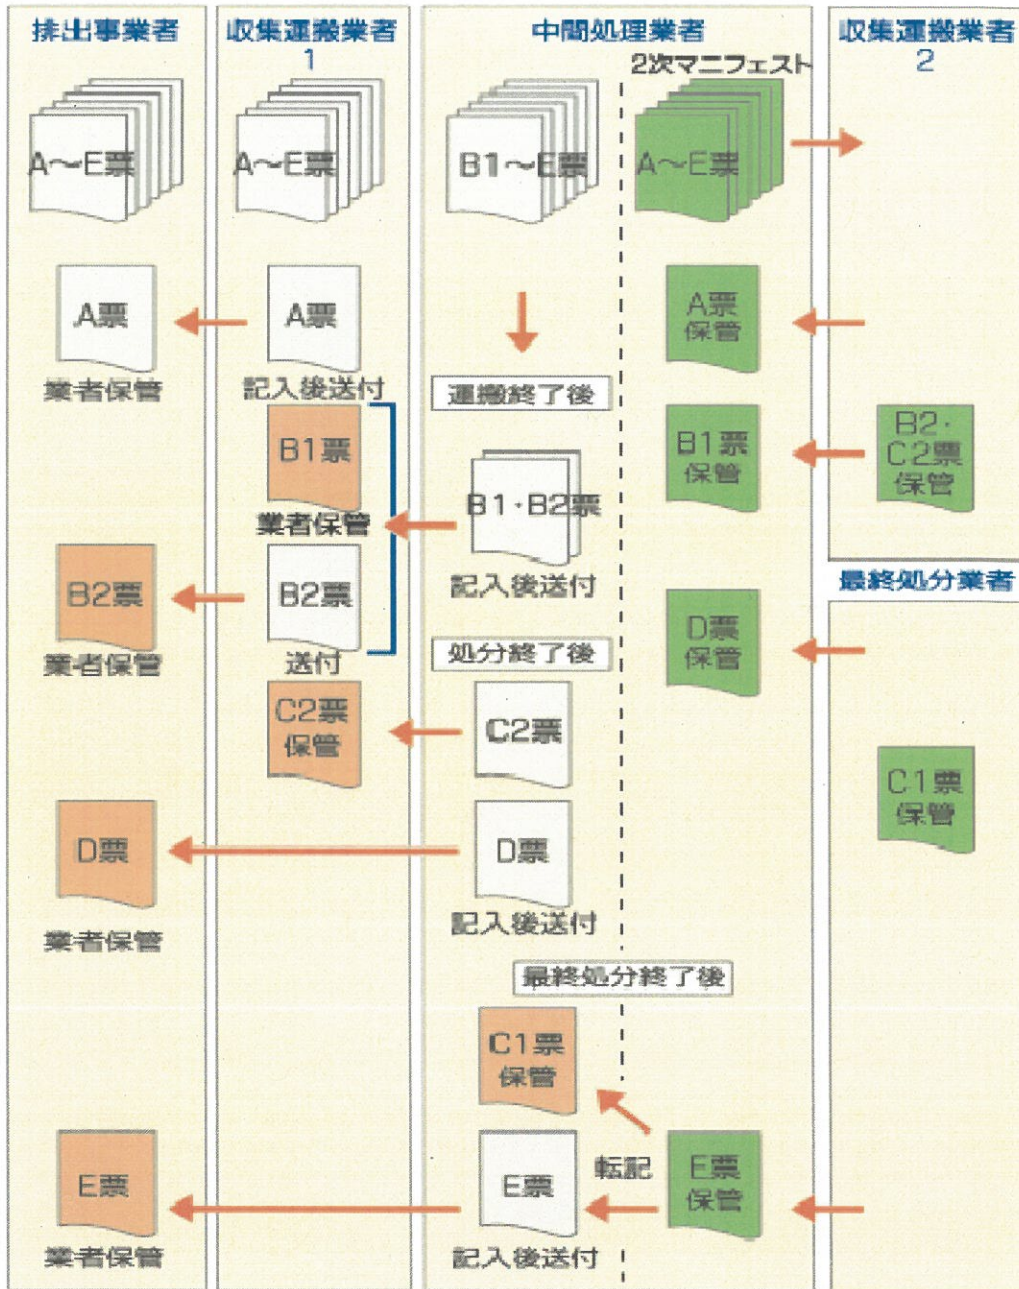 排出事業者
A～E票
A票
業者保管
B2票
業者保管
D票
業者保管
E票
業者保管
収集運搬業者
1
A～E票
A票
記入後送付
B1票
業者保管
B2票
送付
C2票
保管
中間処理業者
2次マニフェスト
B1～E票
運搬終了後
B1・B2票
記入後送付
処分終了後
C2票
D票
記入後送付
最終処分終了後
C1票
保管
E票
記入後送付
転記
A～E票
A票
保管
B1票
保管
D票
保管
E票
保管
収集運搬業者
2
B2・
C2票
保管
最終処分業者
C1票
保管